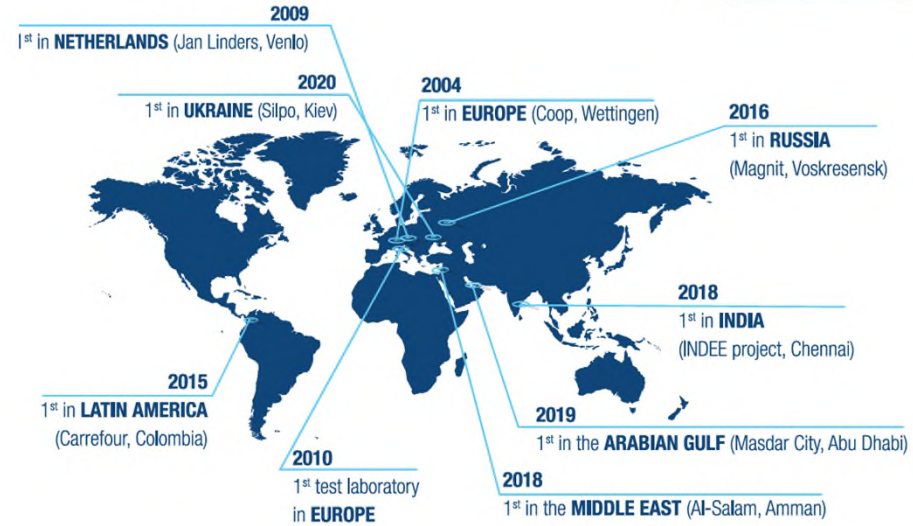 2009
1st in NETHERLANDS (Jan Linders, Venlo)
2020
1st in UKRAINE (Silpo, Kiev)
2004
1st in EUROPE (Coop, Wettingen)
2016
1st in RUSSIA
(Magnit, Voskresensk)
2018
1st in INDIA
(INDEE project, Chennai)
2015
1st in LATIN AMERICA
(Carrefour, Colombia)
2019
1st in the ARABIAN GULF (Masdar City, Abu Dhabi)
2010
1st test laboratory
in EUROPE
2018
1st in the MIDDLE EAST (Al-Salam, Amman)